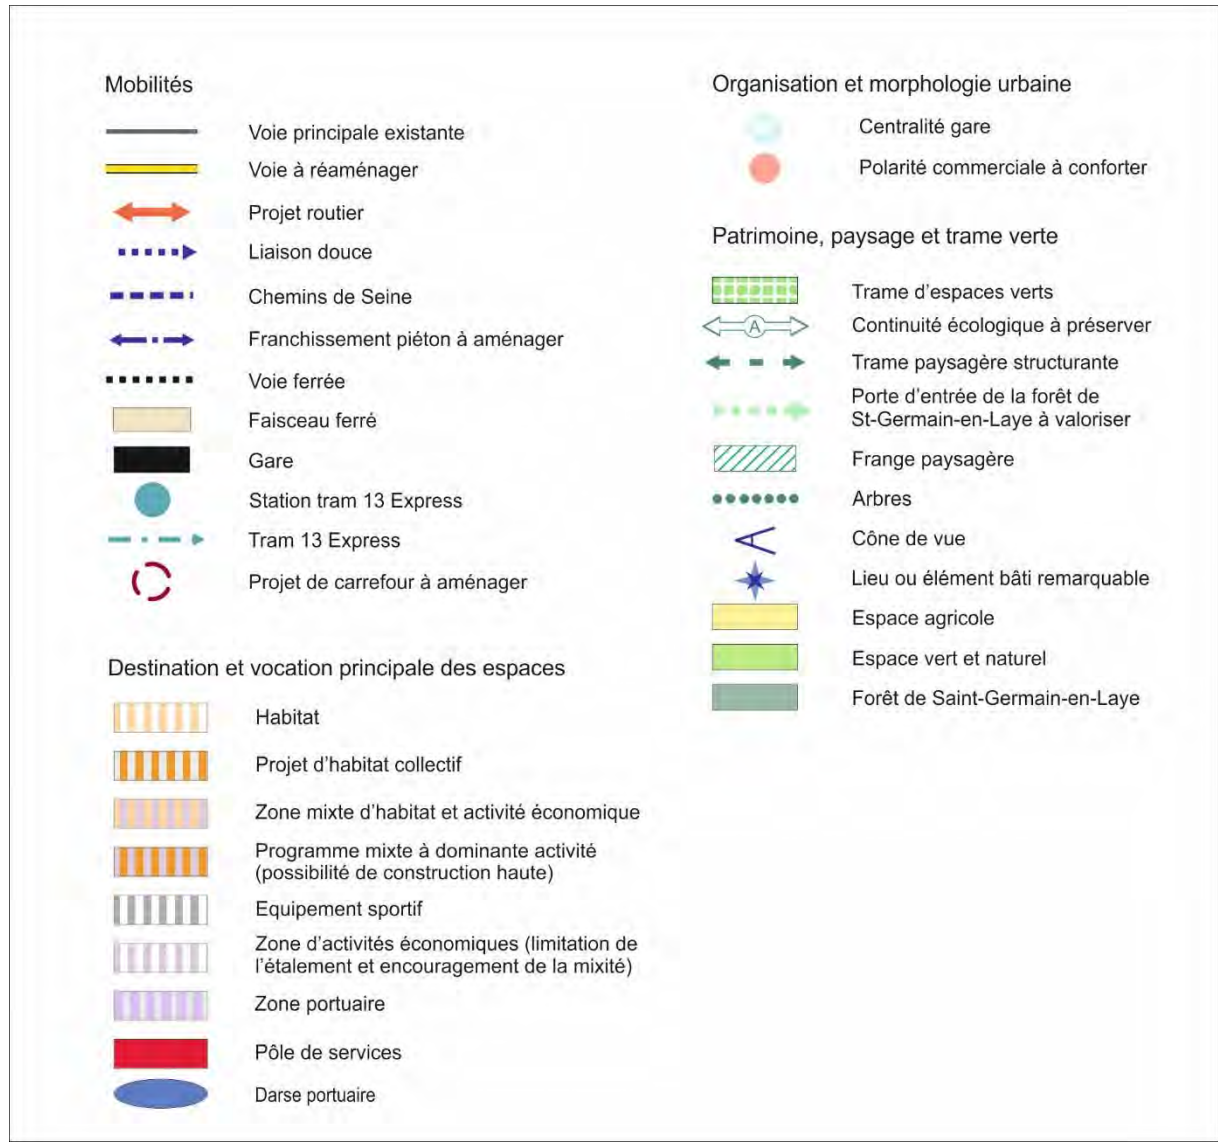 Mobilités
Voie principale existante
Voie à réaménager
Projet routier
Liaison douce
Chemins de Seine
Franchissement piéton à aménager
Voie ferrée
Faisceau ferré
Gare
Station tram 13 Express
Tram 13 Express
Projet de carrefour à aménager
Destination et vocation principale des espaces
Habitat
Projet d'habitat collectif
Zone mixte d'habitat et activité économique
Programme mixte à dominante activité
(possibilité de construction haute)
Equipement sportif
Zone d'activités économiques (limitation de
l'étalement et encouragement de la mixité)
Zone portuaire
Pôle de services
Darse portuaire
Organisation et morphologie urbaine
Centralité gare
Polarité commerciale à conforter
Patrimoine, paysage et trame verte
Trame d'espaces verts
A
Continuité écologique à préserver
Trame paysagère structurante
Porte d'entrée de la forêt de
St-Germain-en-Laye à valoriser
Frange paysagère
Arbres
Cône de vue
Lieu ou élément bâti remarquable
Espace agricole
Espace vert et naturel
Forêt de Saint-Germain-en-Laye